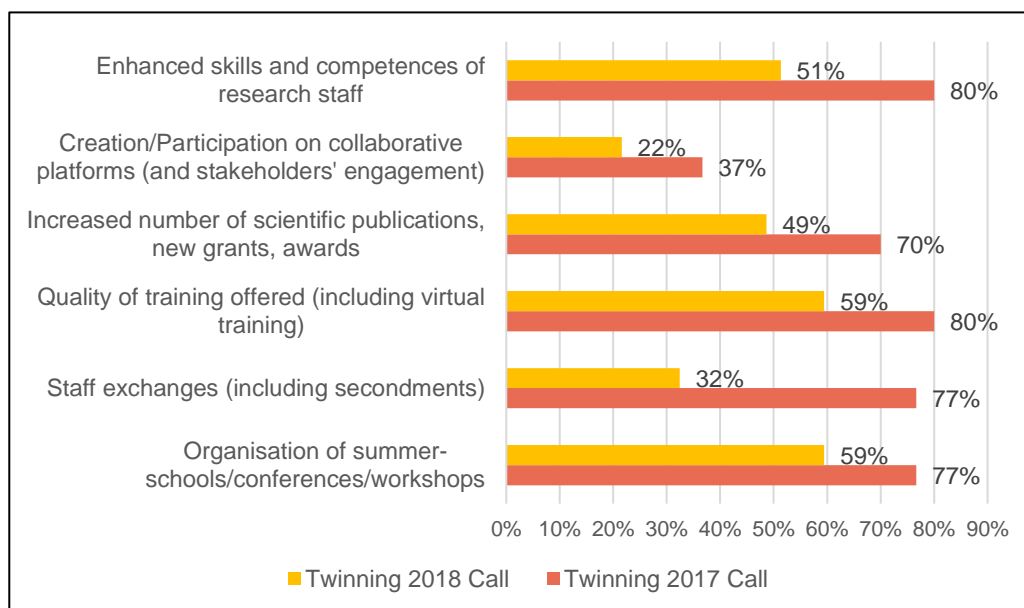 Enhanced skills and competences of
research staff
51%
80%
Creation/Participation on collaborative
platforms (and stakeholders' engagement)
22%
37%
Increased number of scientific publications,
new grants, awards
49%
70%
Quality of training offered (including virtual
training)
59%
80%
Staff exchanges (including secondments)
32%
77%
Organisation of summer-
schools/conferences/workshops
59%
77%
0% 10% 20% 30% 40% 50% 60% 70% 80% 90%
Twinning 2018 Call Twinning 2017 Call